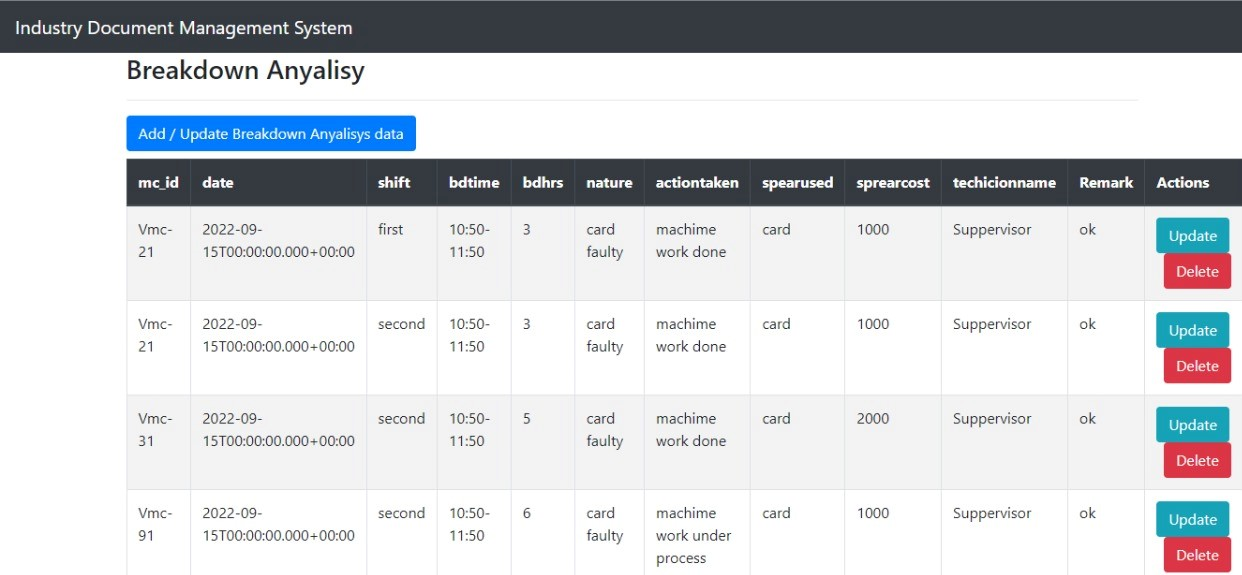 Industry Document Management System
Breakdown Anyalisy
Add / Update Breakdown Anyalisys data
mc_id date shift bdtime bdhrs nature actiontaken spearused sprearcost techicionname Remark Actions
Vmc- 2022-09- first 10:50- 3 card machime card 1000 Suppervisor ok Update
21 15T00:00:00.000+00:00 11:50 faulty work done
Delete
Vmc- 2022-09- second 10:50- 3 card machime card 1000 Suppervisor ok Update
21 15T00:00:00.000+00:00 11:50 faulty work done
Delete
Vmc- 2022-09- second 10:50- 5 card machime card 2000 Suppervisor ok Update
31 15T00:00:00.000+00:00 11:50 faulty work done
Delete
Vmc- 2022-09- second 10:50- 6 card machime card 1000 Suppervisor ok Update
91 15T00:00:00.000+00:00 11:50 faulty work under
process Delete